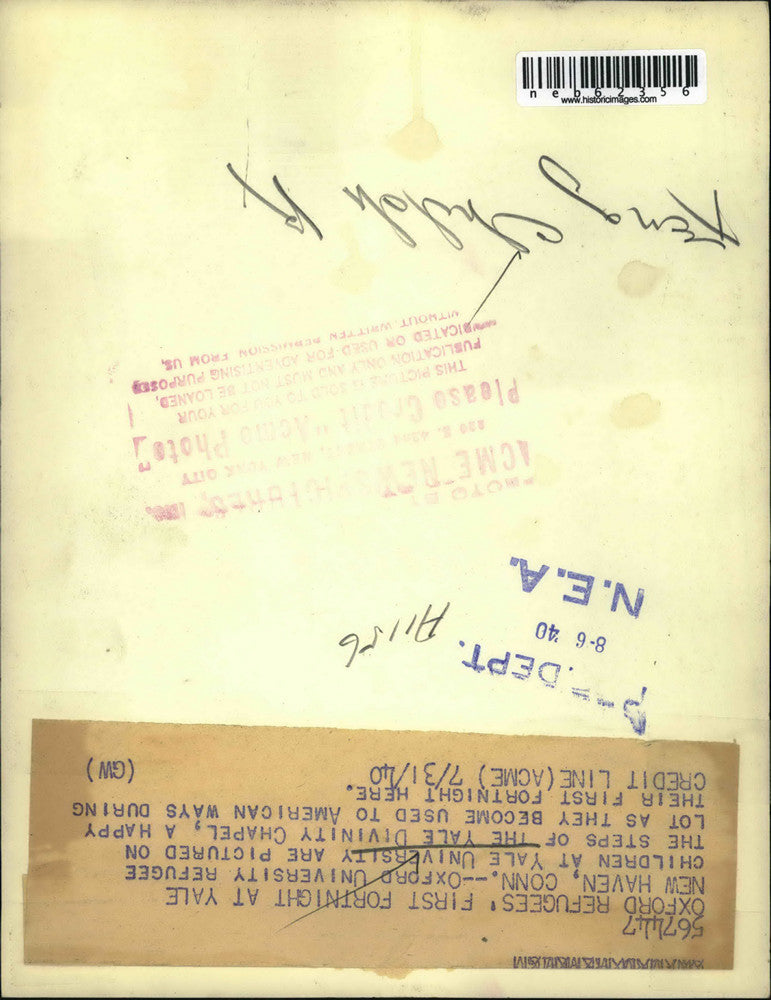 neb62356
www.historicimages.com
567447
OXFORD REFUGEES' FIRST FORTNIGHT AT YALE
NEW HAVEN, CONN.--OXFORD UNIVERSITY REFUGEE
CHILDREN AT YALE UNIVERSITY ARE PICTURED ON
THE STEPS OF THE YALE DIVINITY CHAPEL, A HAPPY
LOT AS THEY BECOME USED TO AMERICAN WAYS DURING
THEIR FIRST FORTNIGHT HERE.
CREDIT LINE (ACME) 7/31/40 (GW)
DEPT.
8-6 '40
N.E.A.
A1156
PHOTO BY
ACME NEWSPICTURES, INC.
220 E. 42nd STREET, NEW YORK CITY
Please Credit "Acme Photo"
THIS PICTURE IS SOLD TO YOU FOR YOUR
PUBLICATION ONLY AND MUST NOT BE LOANED,
SYNDICATED OR USED FOR ADVERTISING PURPOSES
WITHOUT WRITTEN PERMISSION FROM US.